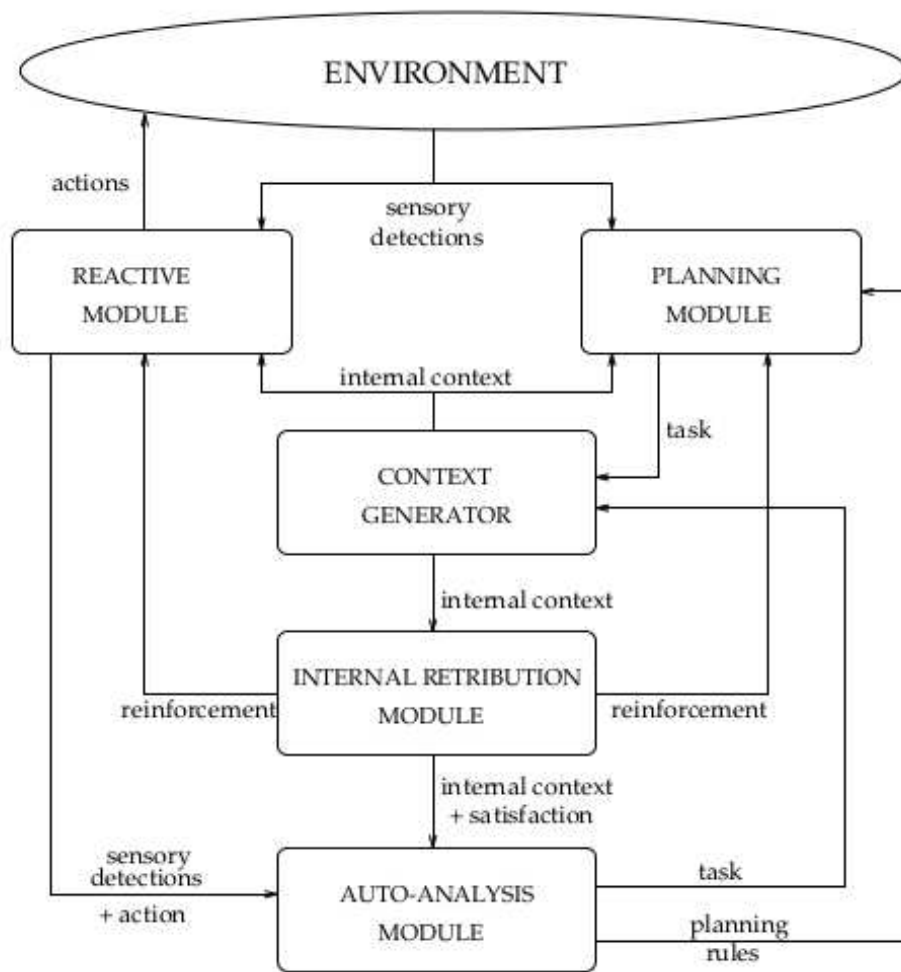 ENVIRONMENT
actions
sensory
detections
REACTIVE
MODULE
PLANNING
MODULE
internal context
task
CONTEXT
GENERATOR
internal context
INTERNAL RETRIBUTION
MODULE
reinforcement
reinforcement
internal context
+ satisfaction
sensory
detections
+ action
AUTO-ANALYSIS
MODULE
task
planning
rules